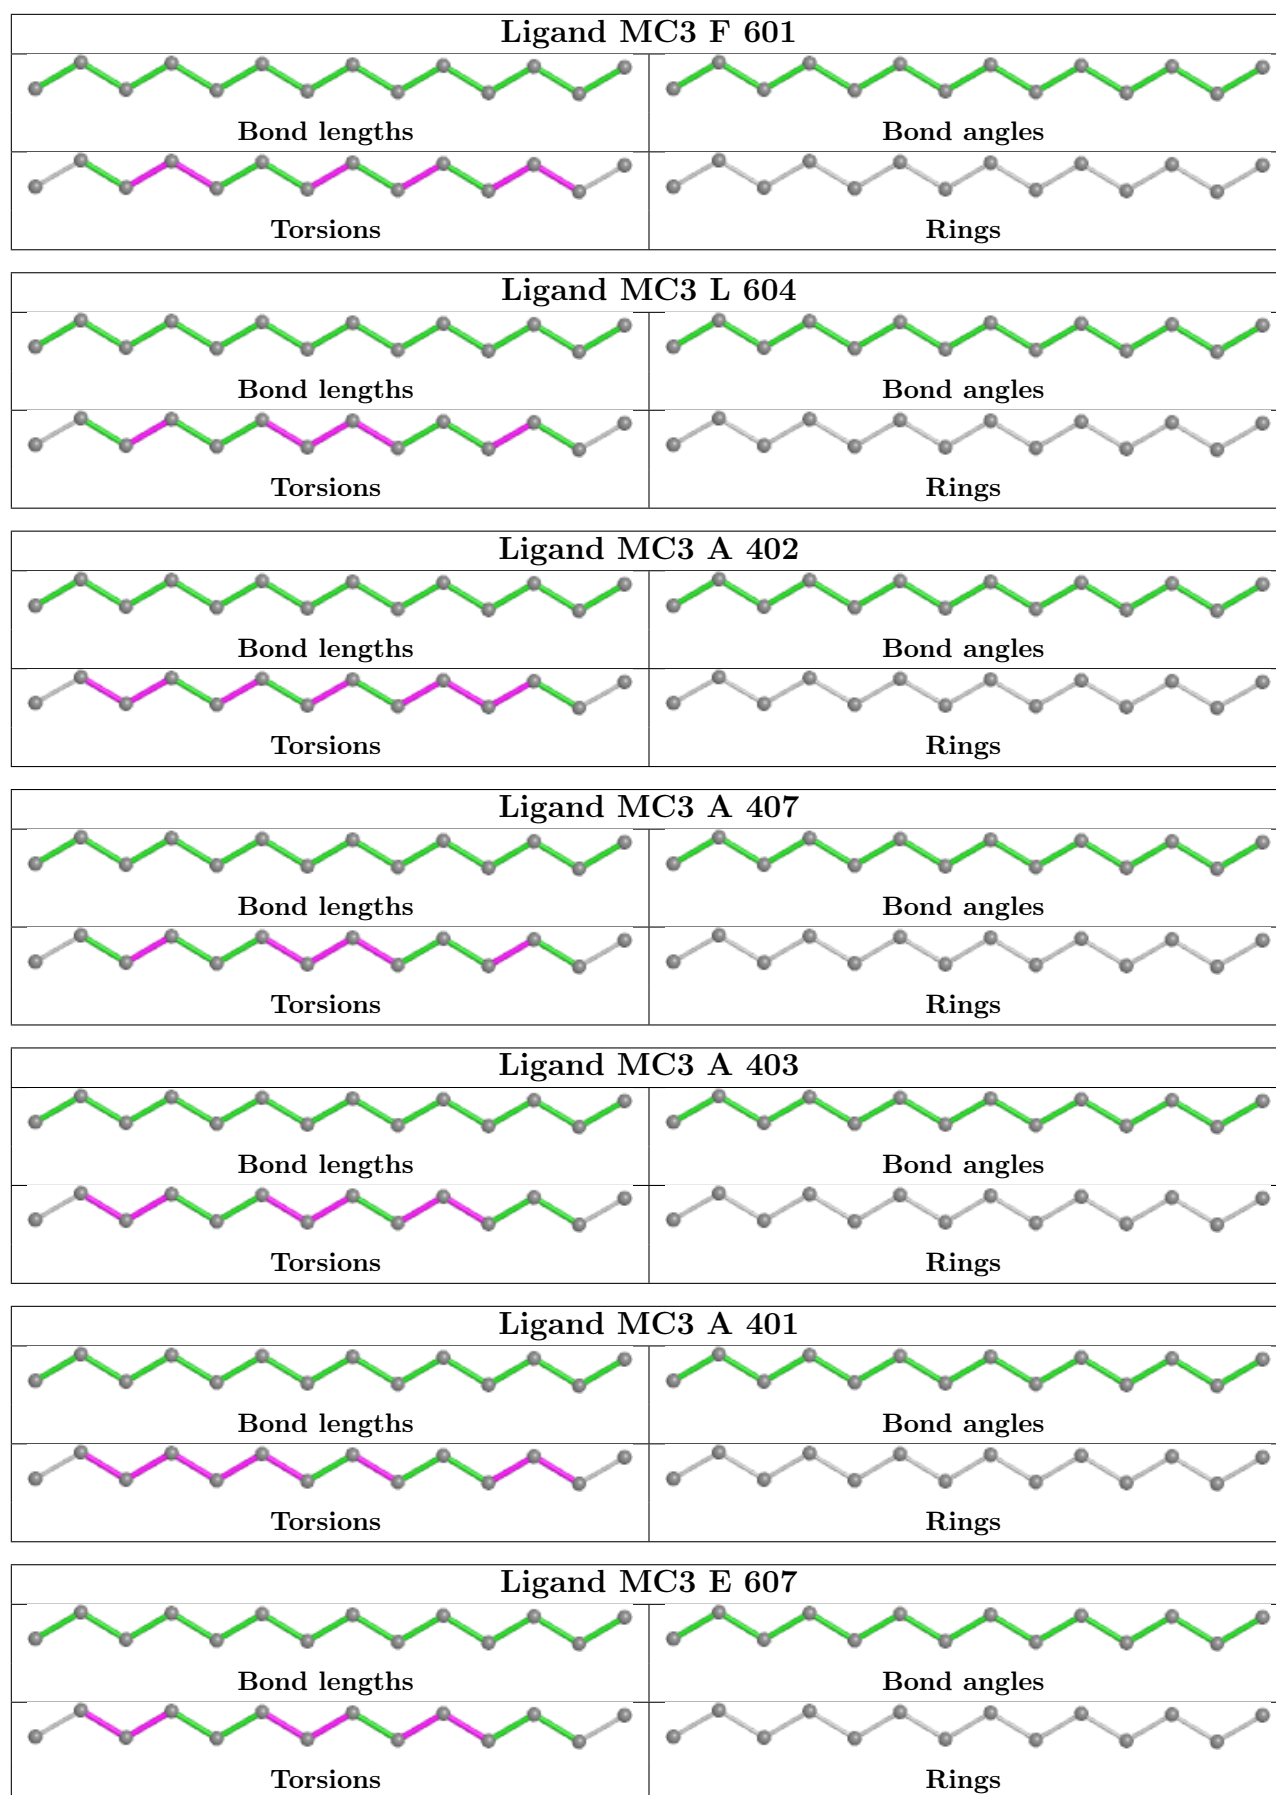 Ligand MC3 F 601
Bond lengths Bond angles
Torsions Rings
Ligand MC3 L 604
Bond lengths Bond angles
Torsions Rings
Ligand MC3 A 402
Bond lengths Bond angles
Torsions Rings
Ligand MC3 A 407
Bond lengths Bond angles
Torsions Rings
Ligand MC3 A 403
Bond lengths Bond angles
Torsions Rings
Ligand MC3 A 401
Bond lengths Bond angles
Torsions Rings
Ligand MC3 E 607
Bond lengths Bond angles
Torsions Rings